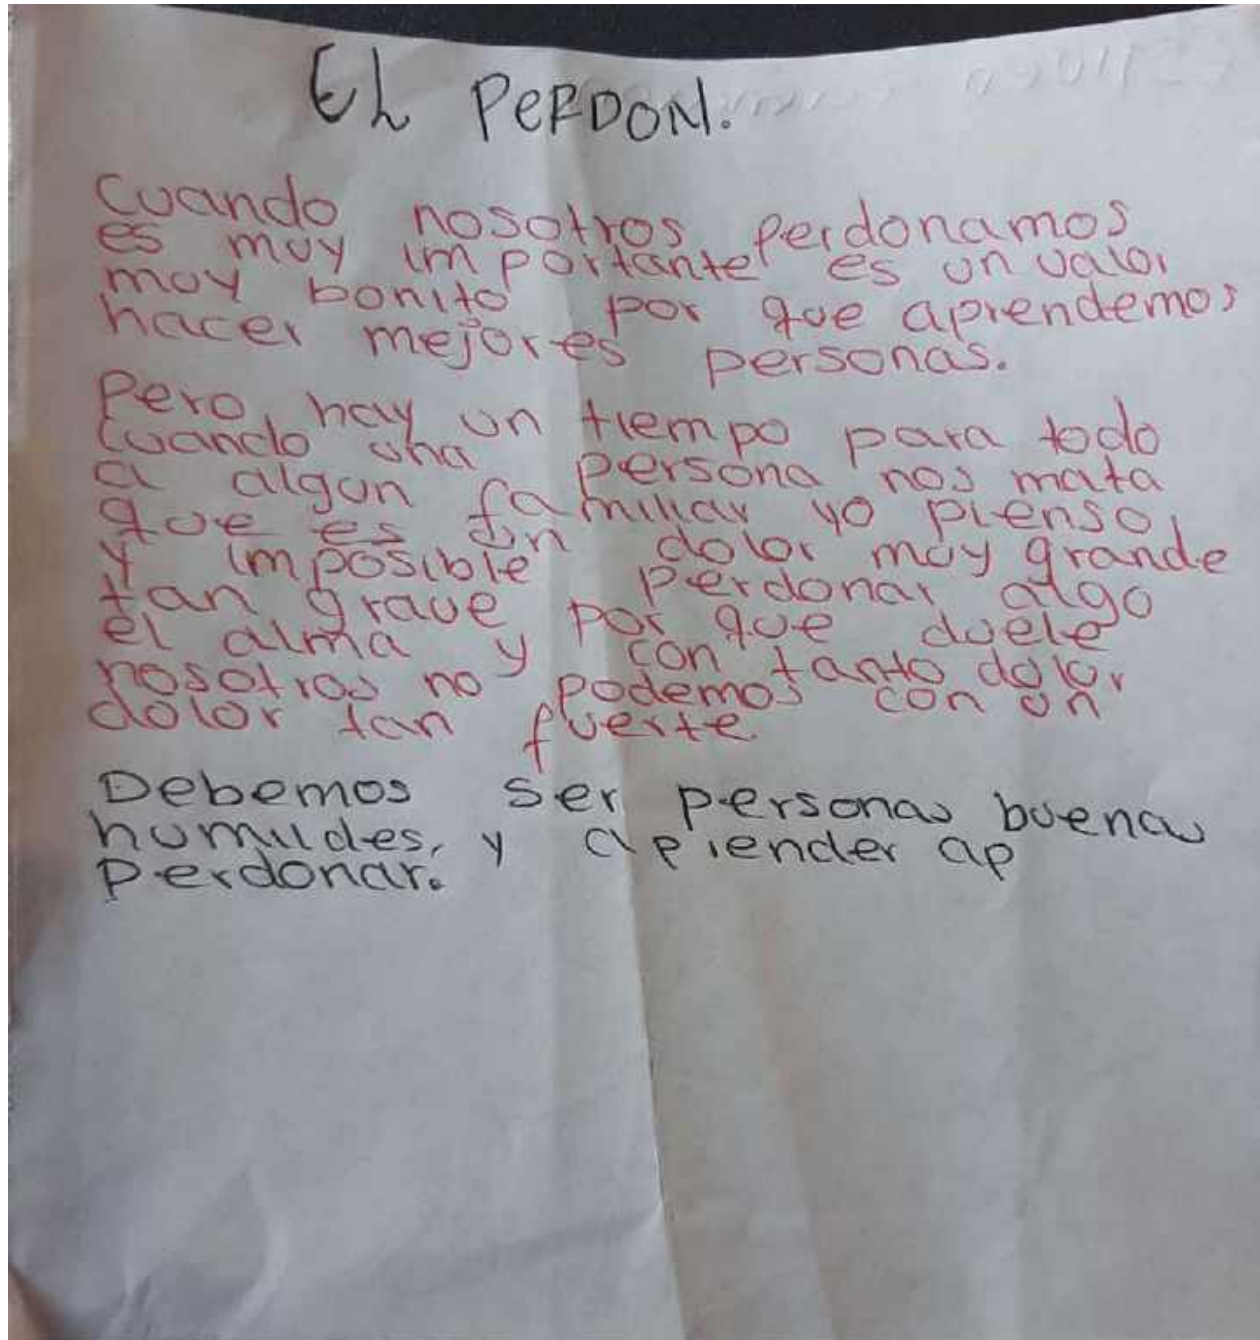 EL PERDON.
Cuando nosotros perdonamos
es muy importante es un valor
muy bonito por que aprendemos
hacer mejores personas.
Pero hay un tiempo para todo
cuando una persona nos mata
a algun familiar yo pienso
que es un dolor muy grande
y imposible perdonar algo
tan grave por que duele
el alma y con tanto dolor
nosotros no podemos con un
dolor tan fuerte.
Debemos ser personas buenas
humildes, y aprender ap
perdonar.